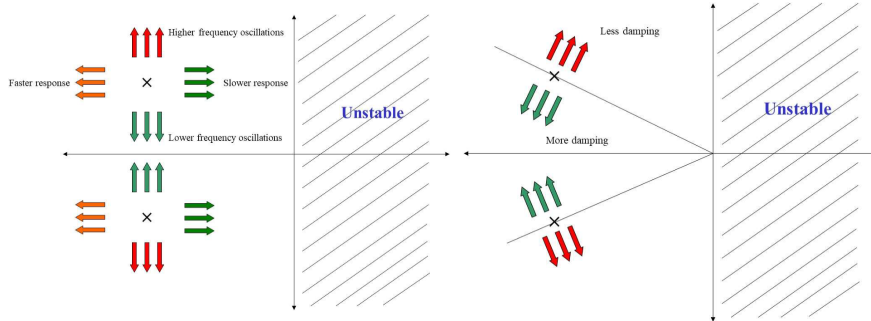 Higher frequency oscillations
Faster response
Slower response
Unstable
Lower frequency oscillations
Less damping
Unstable
More damping